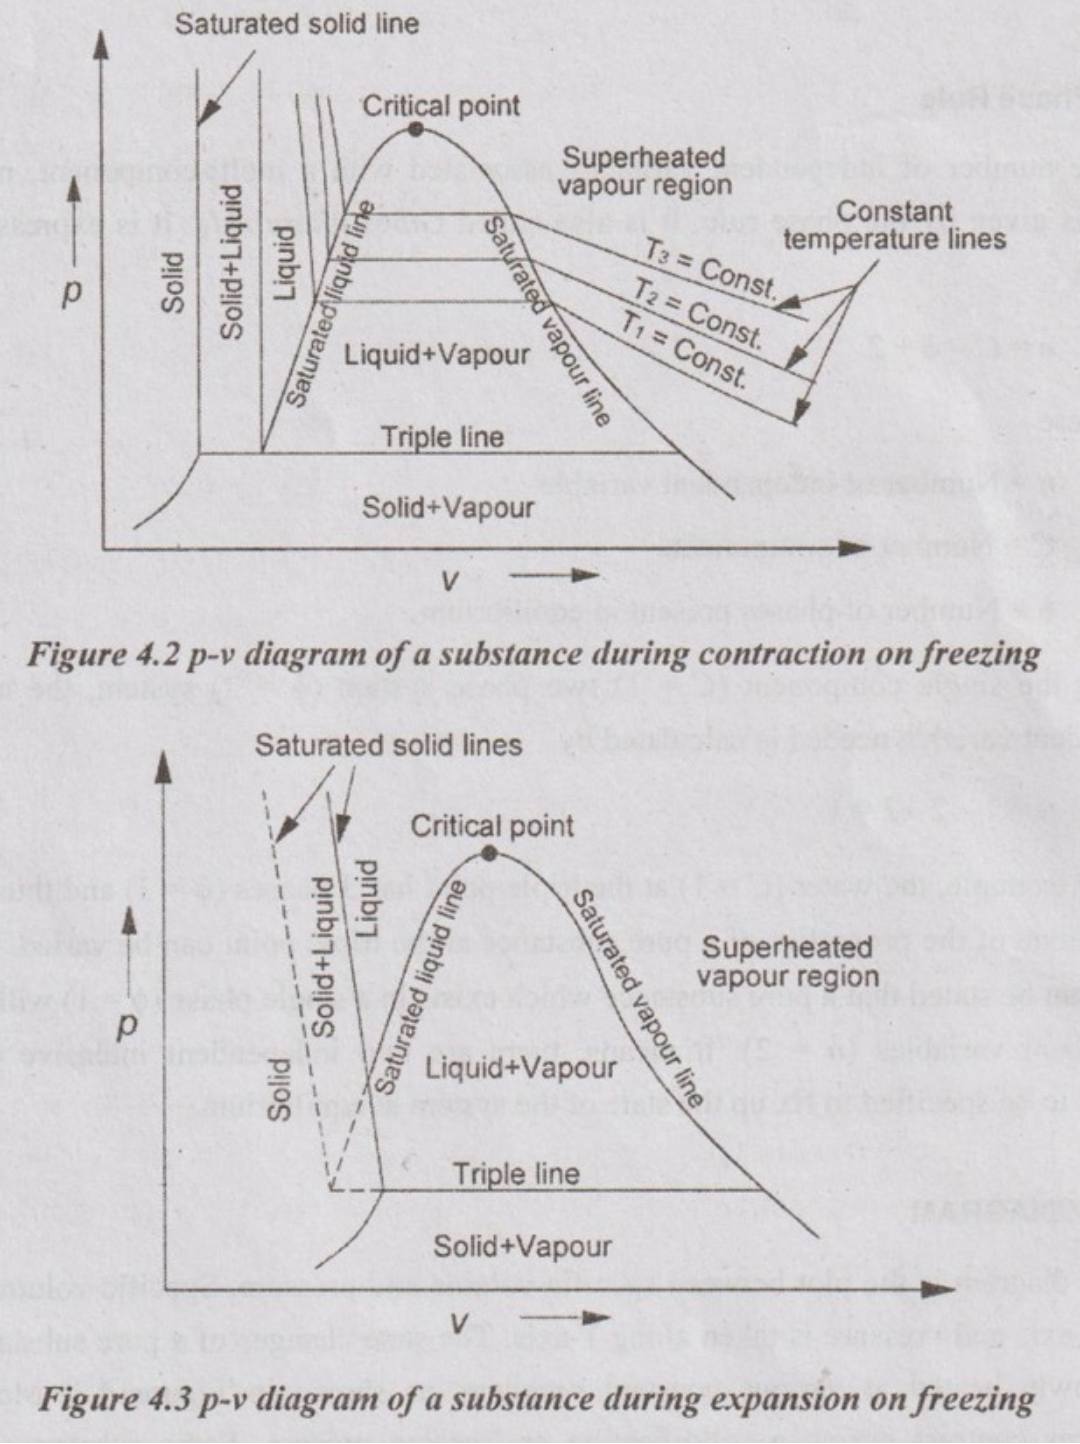 Saturated solid line
Critical point
Superheated
vapour region
Constant
temperature lines
T₃ = Const.
T₂ = Const.
T₁ = Const.
Solid
Solid+Liquid
Liquid
Saturated liquid line
Saturated vapour line
Liquid+Vapour
Triple line
Solid+Vapour
p
v
Figure 4.2 p-v diagram of a substance during contraction on freezing
Saturated solid lines
Critical point
Superheated
vapour region
Solid
Solid+Liquid
Liquid
Saturated liquid line
Saturated vapour line
Liquid+Vapour
Triple line
Solid+Vapour
p
v
Figure 4.3 p-v diagram of a substance during expansion on freezing